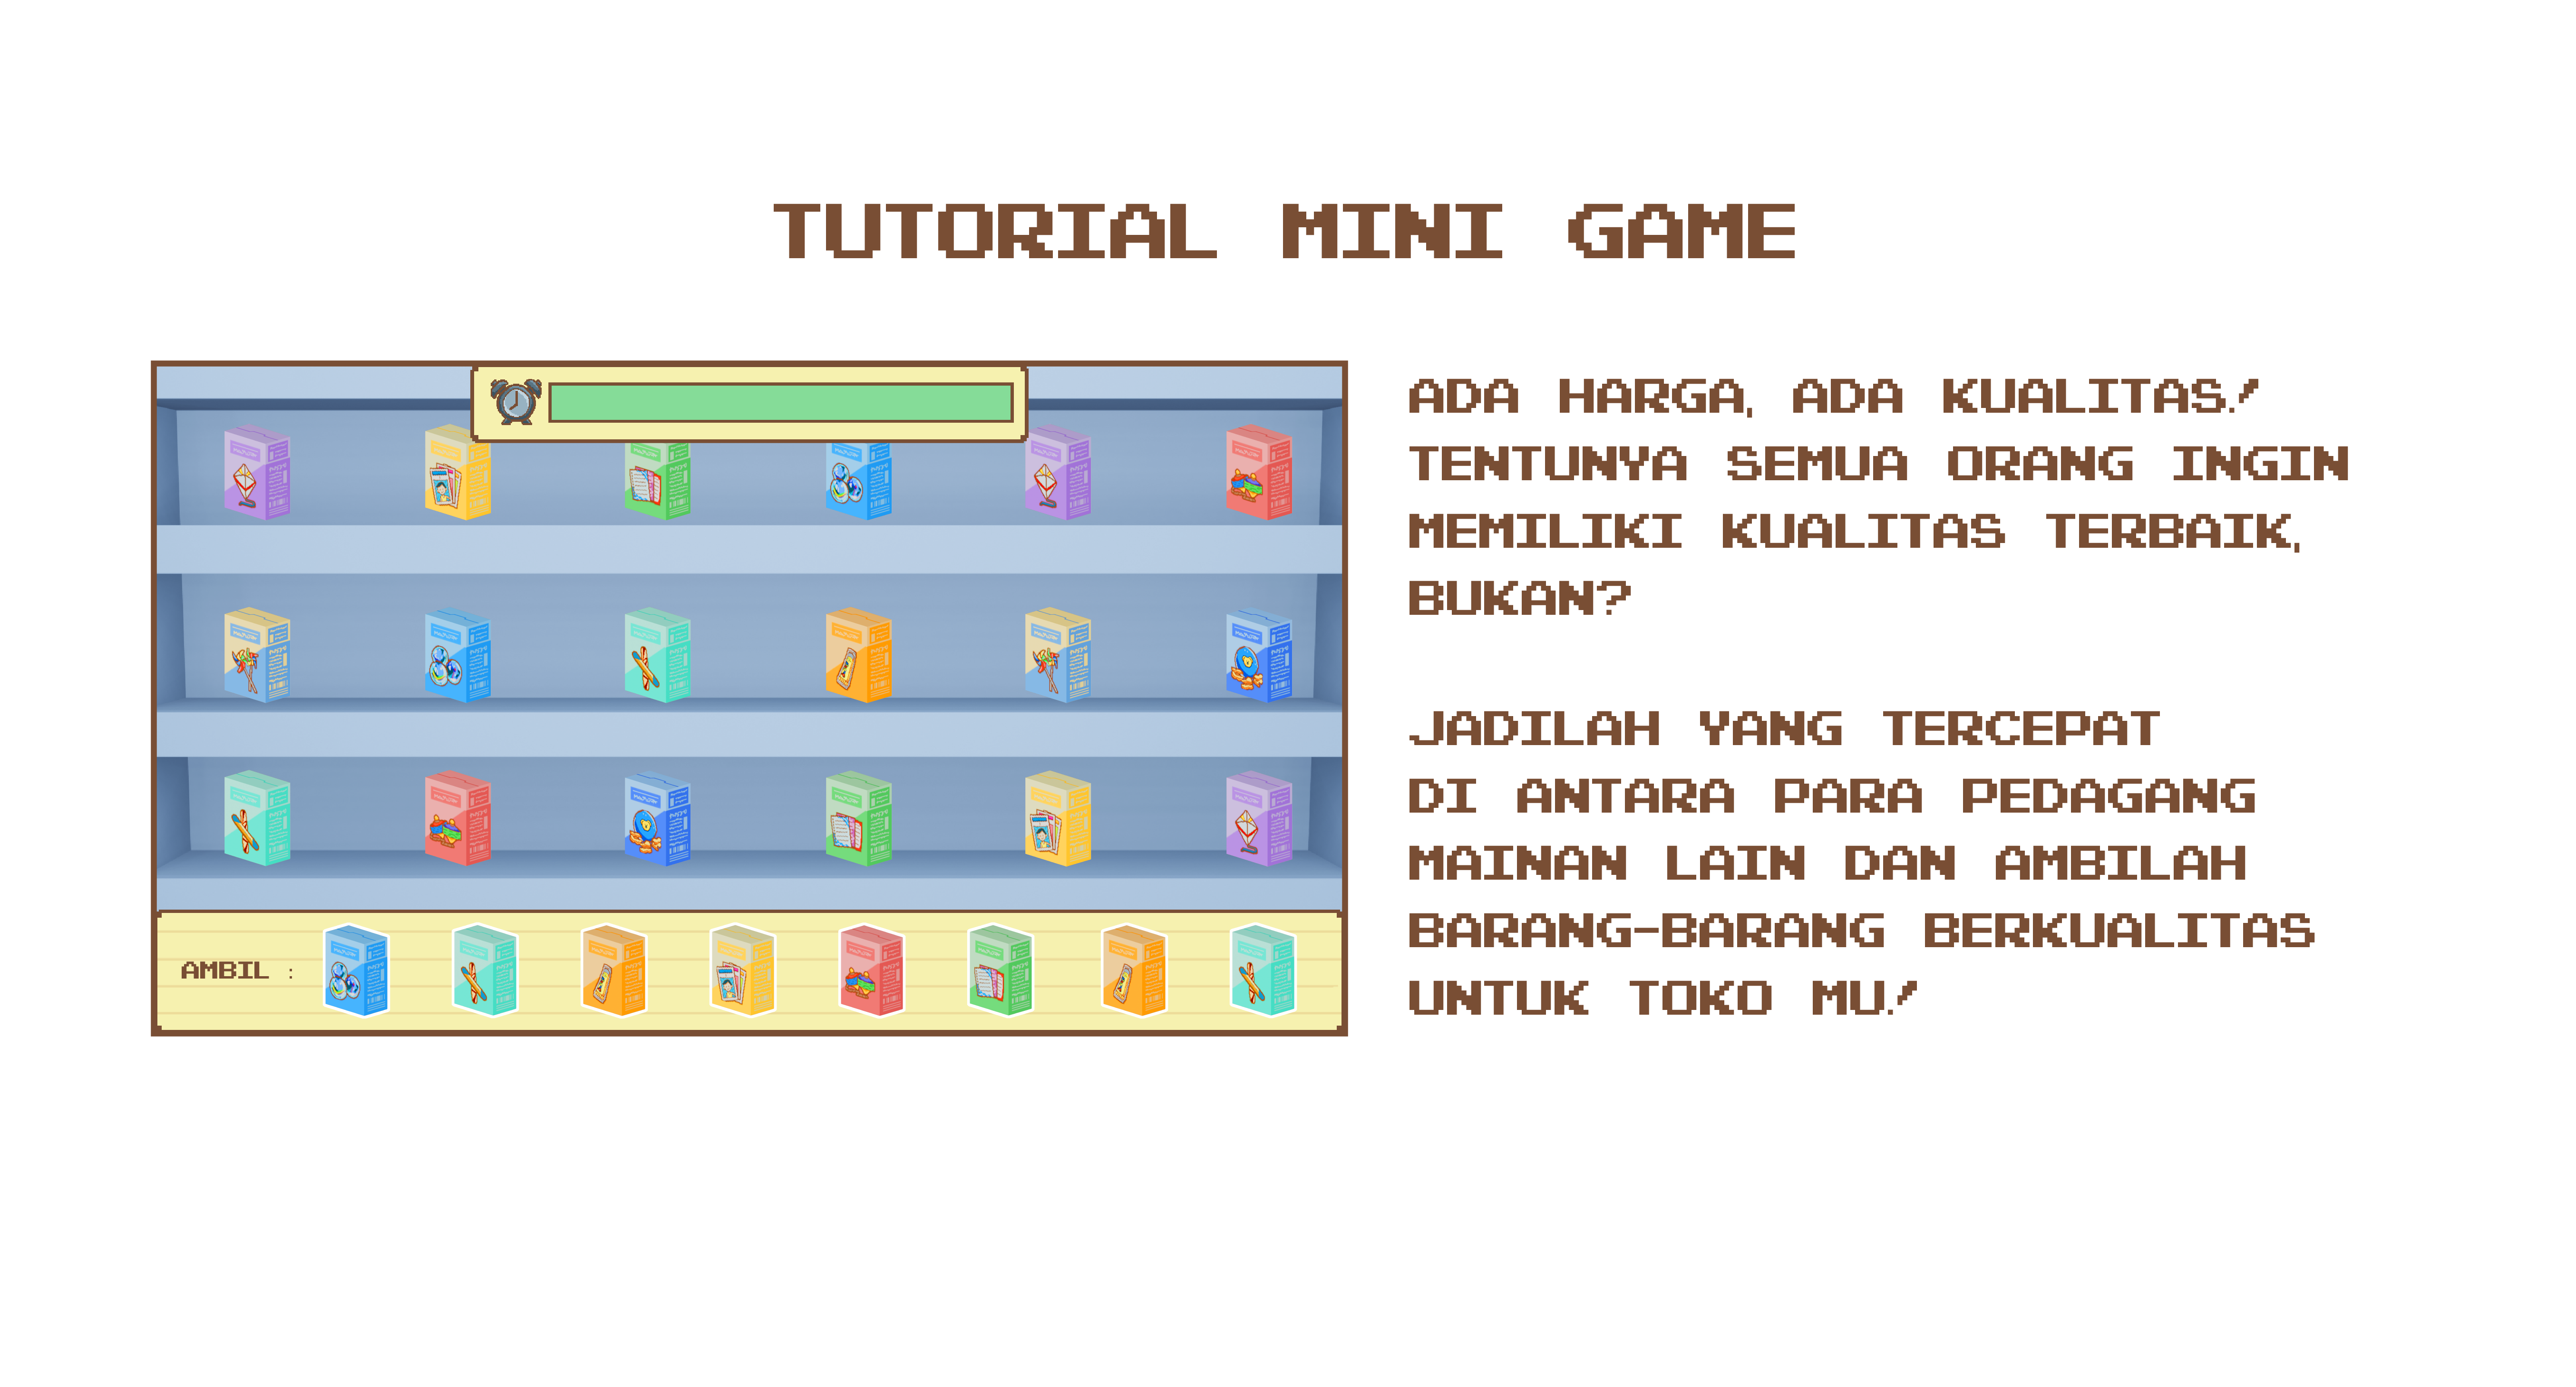 TUTORIAL MINI GAME
ADA HARGA, ADA KUALITAS!
TENTUNYA SEMUA ORANG INGIN
MEMILIKI KUALITAS TERBAIK,
BUKAN?
JADILAH YANG TERCEPAT
DI ANTARA PARA PEDAGANG
MAINAN LAIN DAN AMBILAH
BARANG-BARANG BERKUALITAS
UNTUK TOKO MU!
AMBIL :